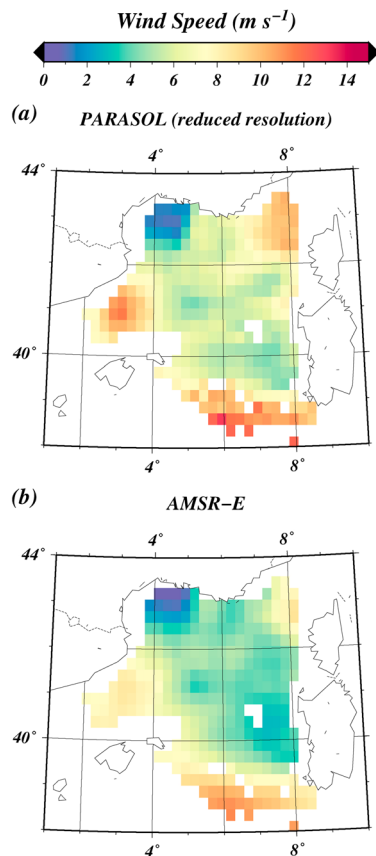 Wind Speed (m s⁻¹)
0 2 4 6 8 10 12 14
(a)
PARASOL (reduced resolution)
4˚ 8˚
44˚
40˚
4˚ 8˚
(b)
AMSR−E
4˚ 8˚
44˚
40˚
4˚ 8˚